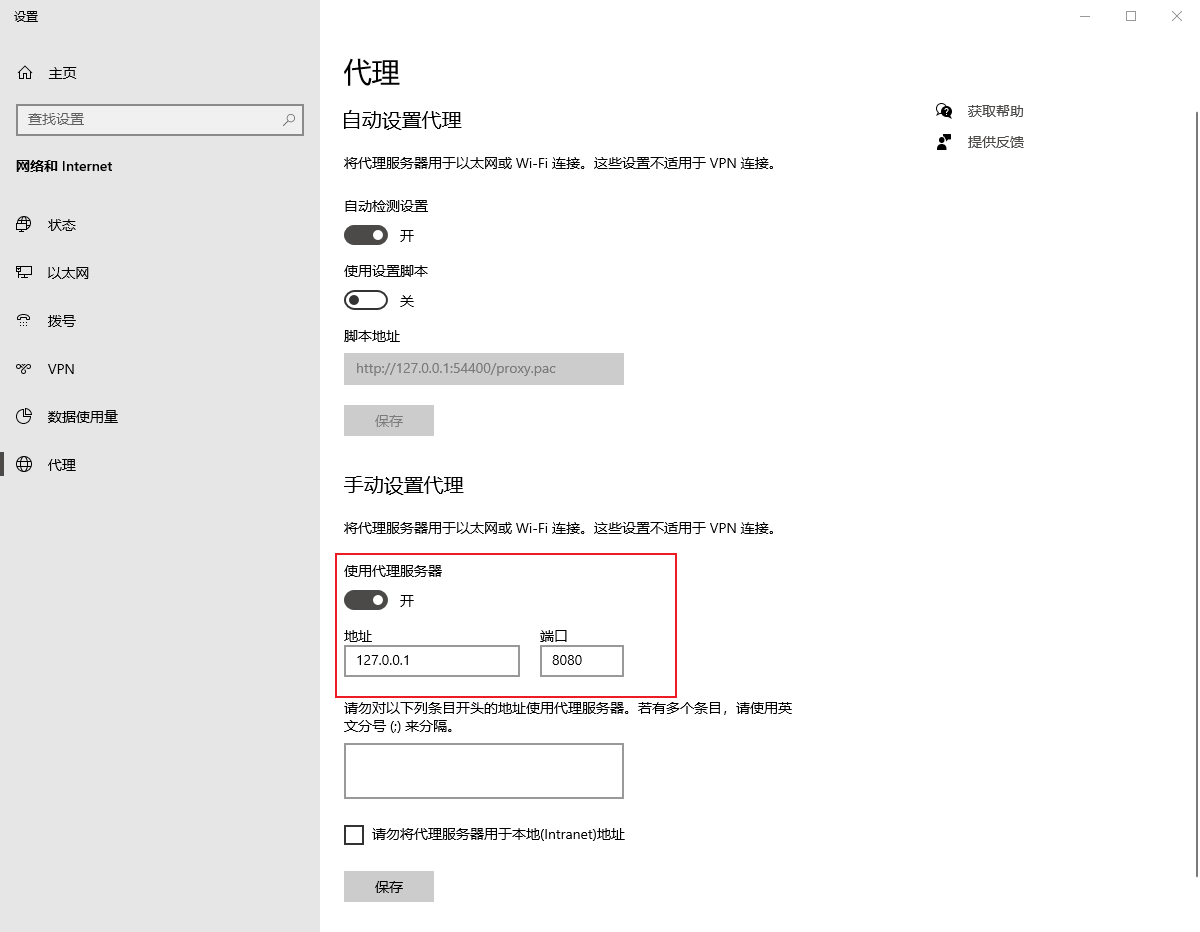 设置
主页
查找设置
网络和 Internet
状态
以太网
拨号
VPN
数据使用量
代理
代理
自动设置代理
将代理服务器用于以太网或 Wi-Fi 连接。这些设置不适用于 VPN 连接。
自动检测设置
开
使用设置脚本
关
脚本地址
http://127.0.0.1:54400/proxy.pac
保存
手动设置代理
将代理服务器用于以太网或 Wi-Fi 连接。这些设置不适用于 VPN 连接。
使用代理服务器
开
地址 端口
127.0.0.1 8080
请勿对以下列条目开头的地址使用代理服务器。若有多个条目，请使用英
文分号 (;) 来分隔。
请勿将代理服务器用于本地(Intranet)地址
保存
获取帮助
提供反馈